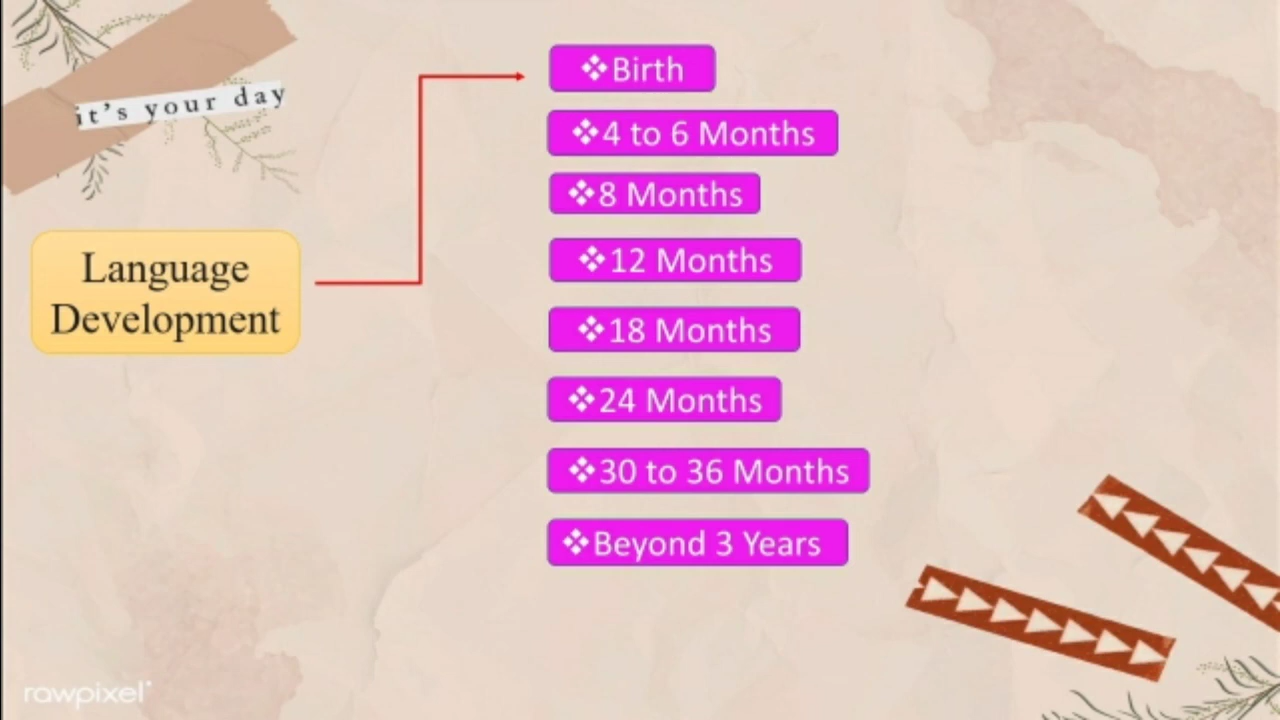 it's your day
Language
Development
❖Birth
❖4 to 6 Months
❖8 Months
❖12 Months
❖18 Months
❖24 Months
❖30 to 36 Months
❖Beyond 3 Years
rawpixel